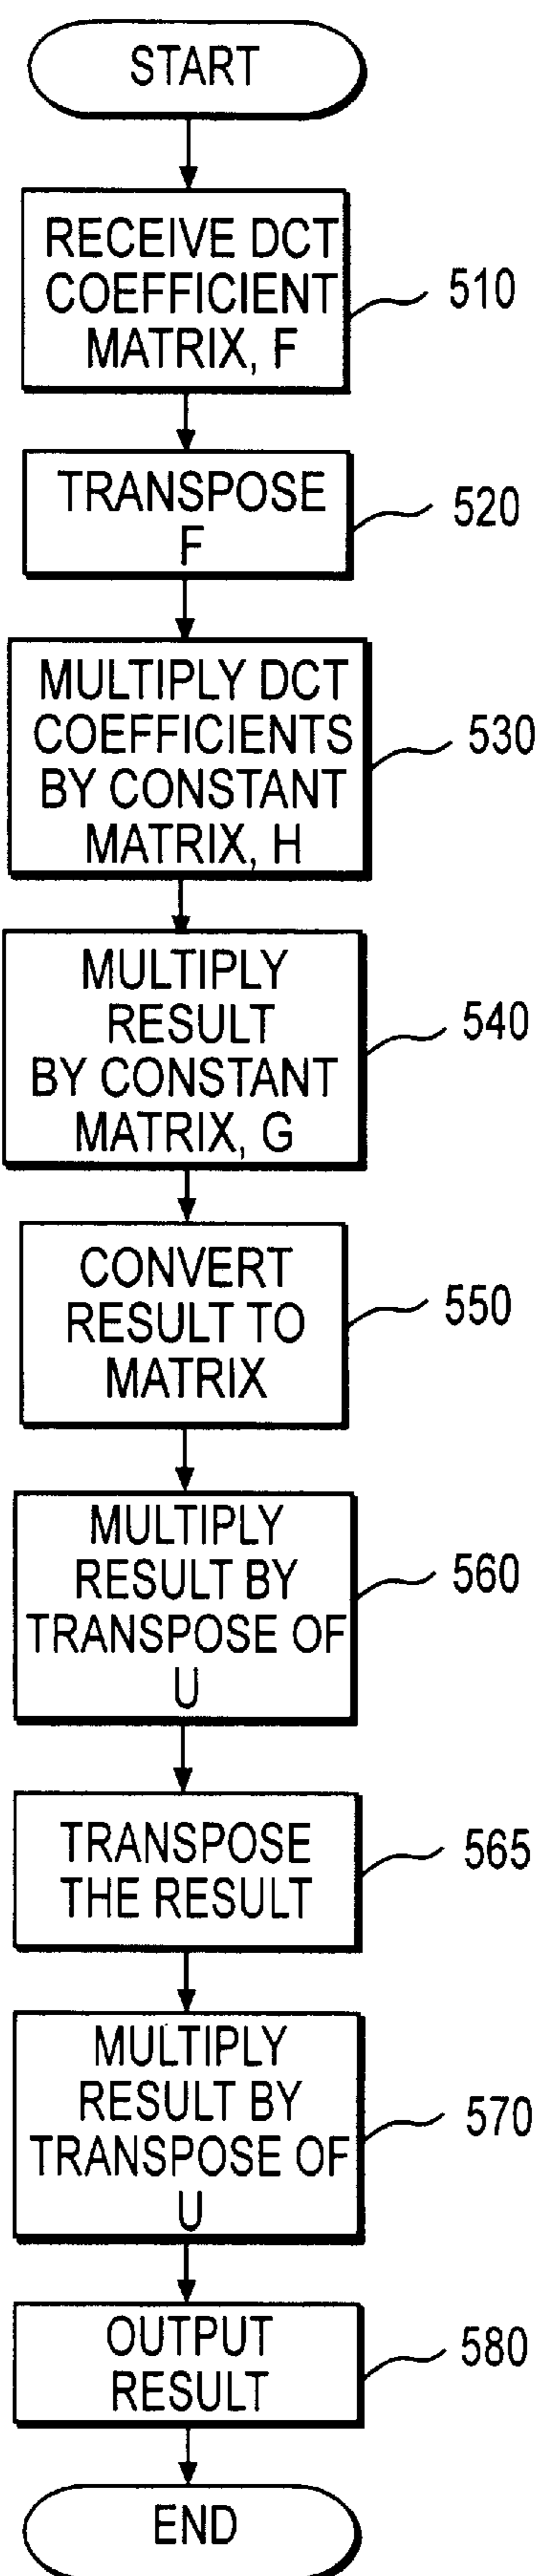 START
RECEIVE DCT
COEFFICIENT
MATRIX, F
510
TRANSPOSE
F
520
MULTIPLY DCT
COEFFICIENTS
BY CONSTANT
MATRIX, H
530
MULTIPLY
RESULT
BY CONSTANT
MATRIX, G
540
CONVERT
RESULT TO
MATRIX
550
MULTIPLY
RESULT BY
TRANSPOSE OF
U
560
TRANSPOSE
THE RESULT
565
MULTIPLY
RESULT BY
TRANSPOSE OF
U
570
OUTPUT
RESULT
580
END